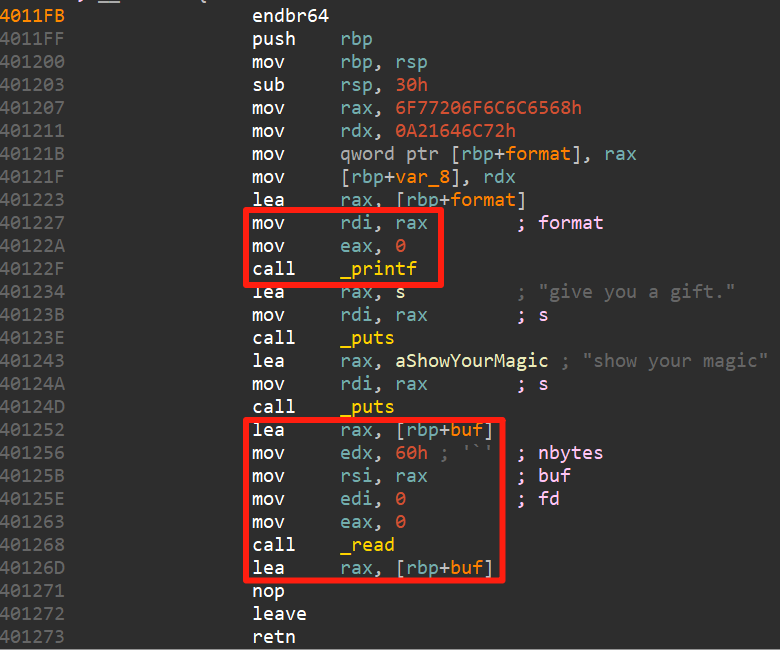 4011FB endbr64
4011FF push rbp
401200 mov rbp, rsp
401203 sub rsp, 30h
401207 mov rax, 6F77206F6C6C6568h
401211 mov rdx, 0A21646C72h
40121B mov qword ptr [rbp+format], rax
40121F mov [rbp+var_8], rdx
401223 lea rax, [rbp+format]
401227 mov rdi, rax ; format
40122A mov eax, 0
40122F call _printf
401234 lea rax, s ; "give you a gift."
40123B mov rdi, rax ; s
40123E call _puts
401243 lea rax, aShowYourMagic ; "show your magic"
40124A mov rdi, rax ; s
40124D call _puts
401252 lea rax, [rbp+buf]
401256 mov edx, 60h ; '`' ; nbytes
40125B mov rsi, rax ; buf
40125E mov edi, 0 ; fd
401263 mov eax, 0
401268 call _read
40126D lea rax, [rbp+buf]
401271 nop
401272 leave
401273 retn